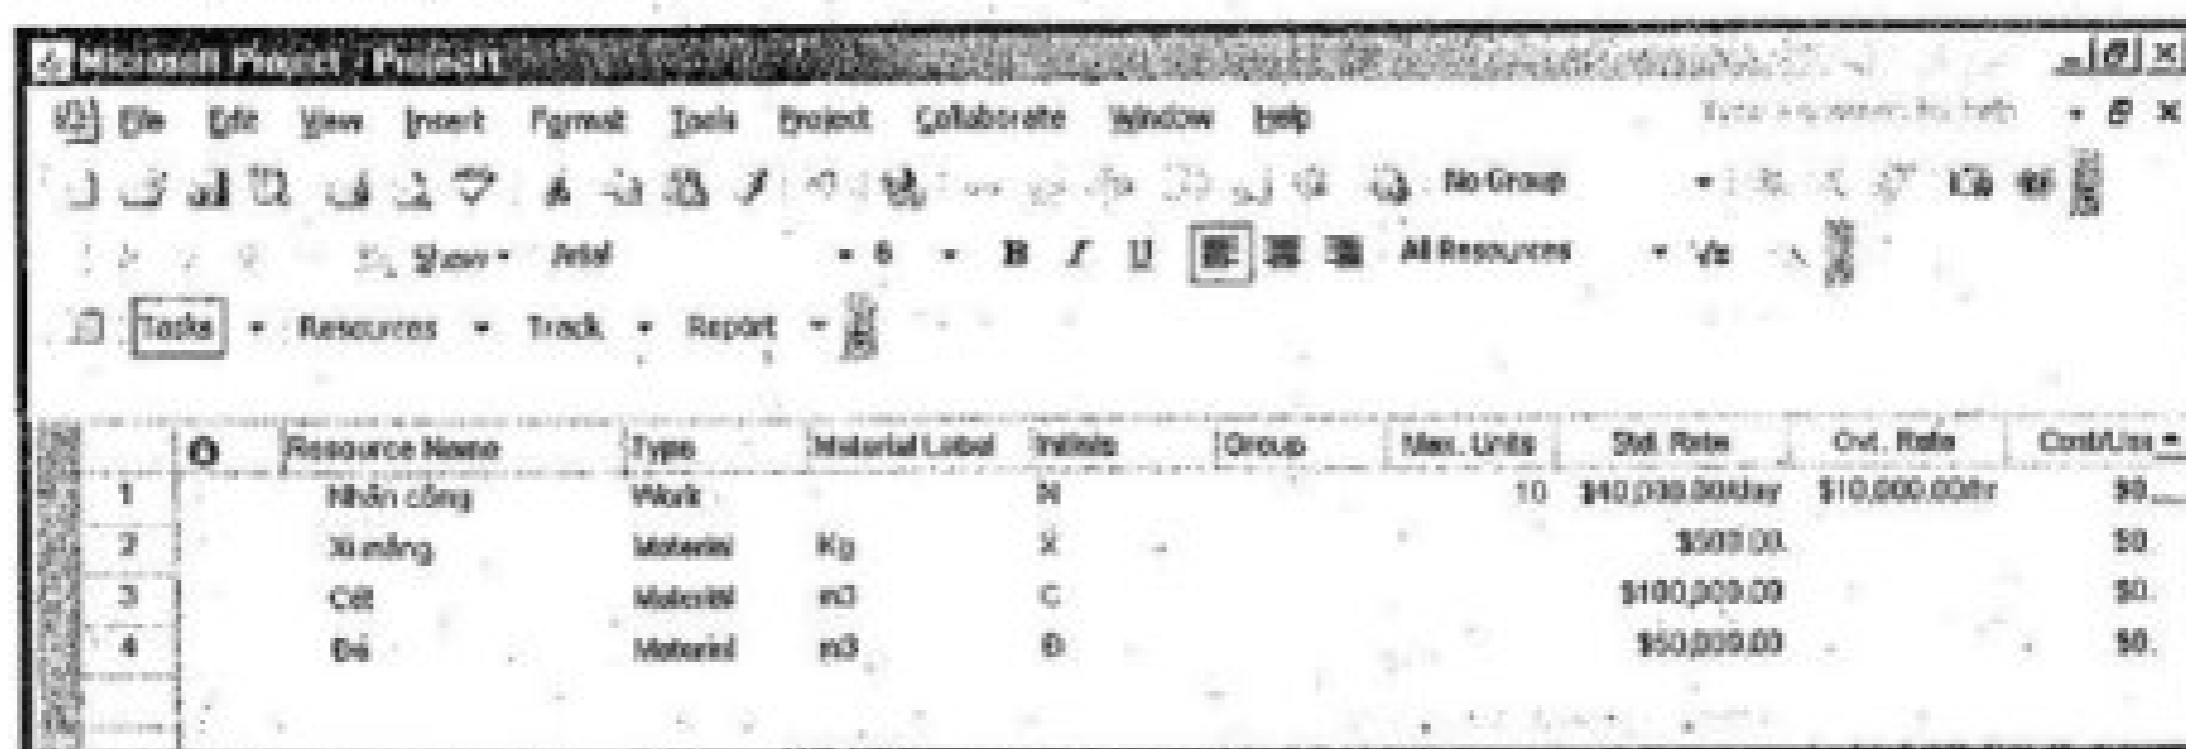 Microsoft Project - Project1
File Edit View Insert Format Tools Project Collaborate Window Help
No Group
Show Arial 8 B I U All Resources
Tasks Resources Track Report
Resource Name Type Material Label Initials Group Max. Units Std. Rate Ovt. Rate Cost/Use
1 Nhân công Work N 10 $40,000.00/day $10,000.00/hr $0.
2 Xi măng Material Kg X $500.00 $0.
3 Cát Material m3 C $100,000.00 $0.
4 Đá Material m3 Đ $50,000.00 $0.